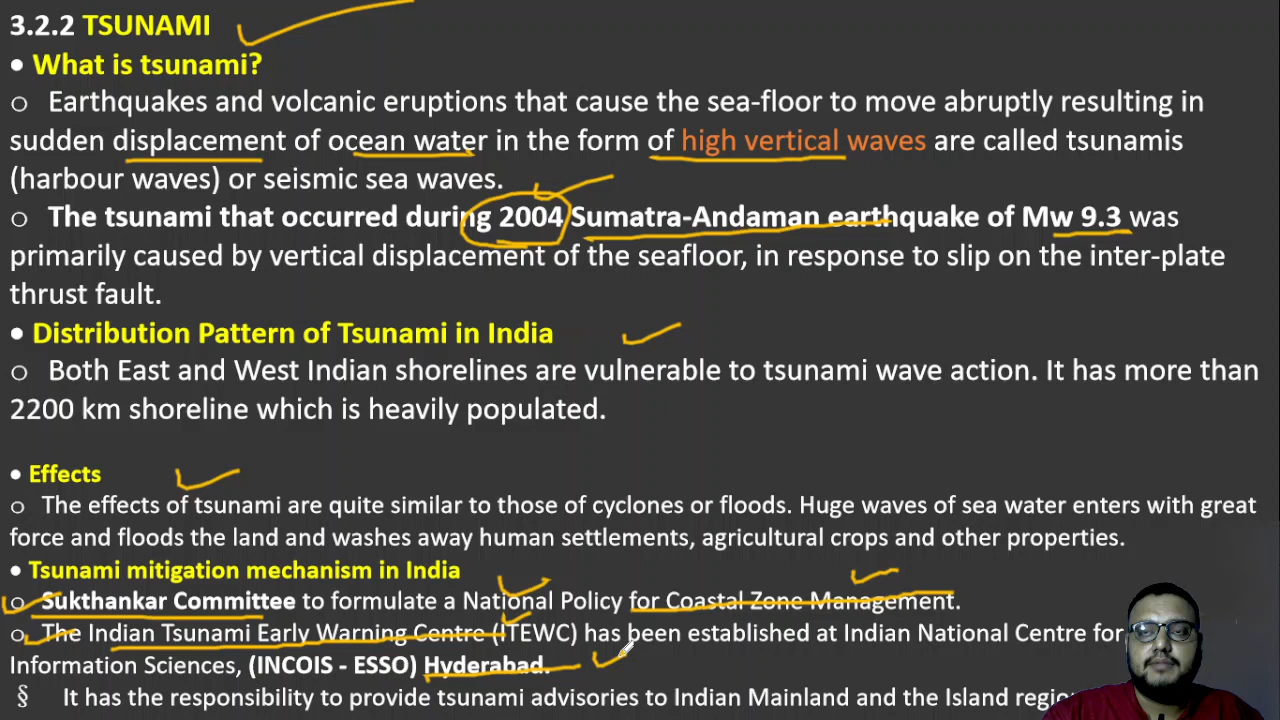 3.2.2 TSUNAMI
• What is tsunami?
o Earthquakes and volcanic eruptions that cause the sea-floor to move abruptly resulting in
sudden displacement of ocean water in the form of high vertical waves are called tsunamis
(harbour waves) or seismic sea waves.
o The tsunami that occurred during 2004 Sumatra-Andaman earthquake of Mw 9.3 was
primarily caused by vertical displacement of the seafloor, in response to slip on the inter-plate
thrust fault.
• Distribution Pattern of Tsunami in India
o Both East and West Indian shorelines are vulnerable to tsunami wave action. It has more than
2200 km shoreline which is heavily populated.
• Effects
o The effects of tsunami are quite similar to those of cyclones or floods. Huge waves of sea water enters with great
force and floods the land and washes away human settlements, agricultural crops and other properties.
• Tsunami mitigation mechanism in India
o Sukthankar Committee to formulate a National Policy for Coastal Zone Management.
o The Indian Tsunami Early Warning Centre (ITEWC) has been established at Indian National Centre for
Information Sciences, (INCOIS - ESSO) Hyderabad.
§ It has the responsibility to provide tsunami advisories to Indian Mainland and the Island